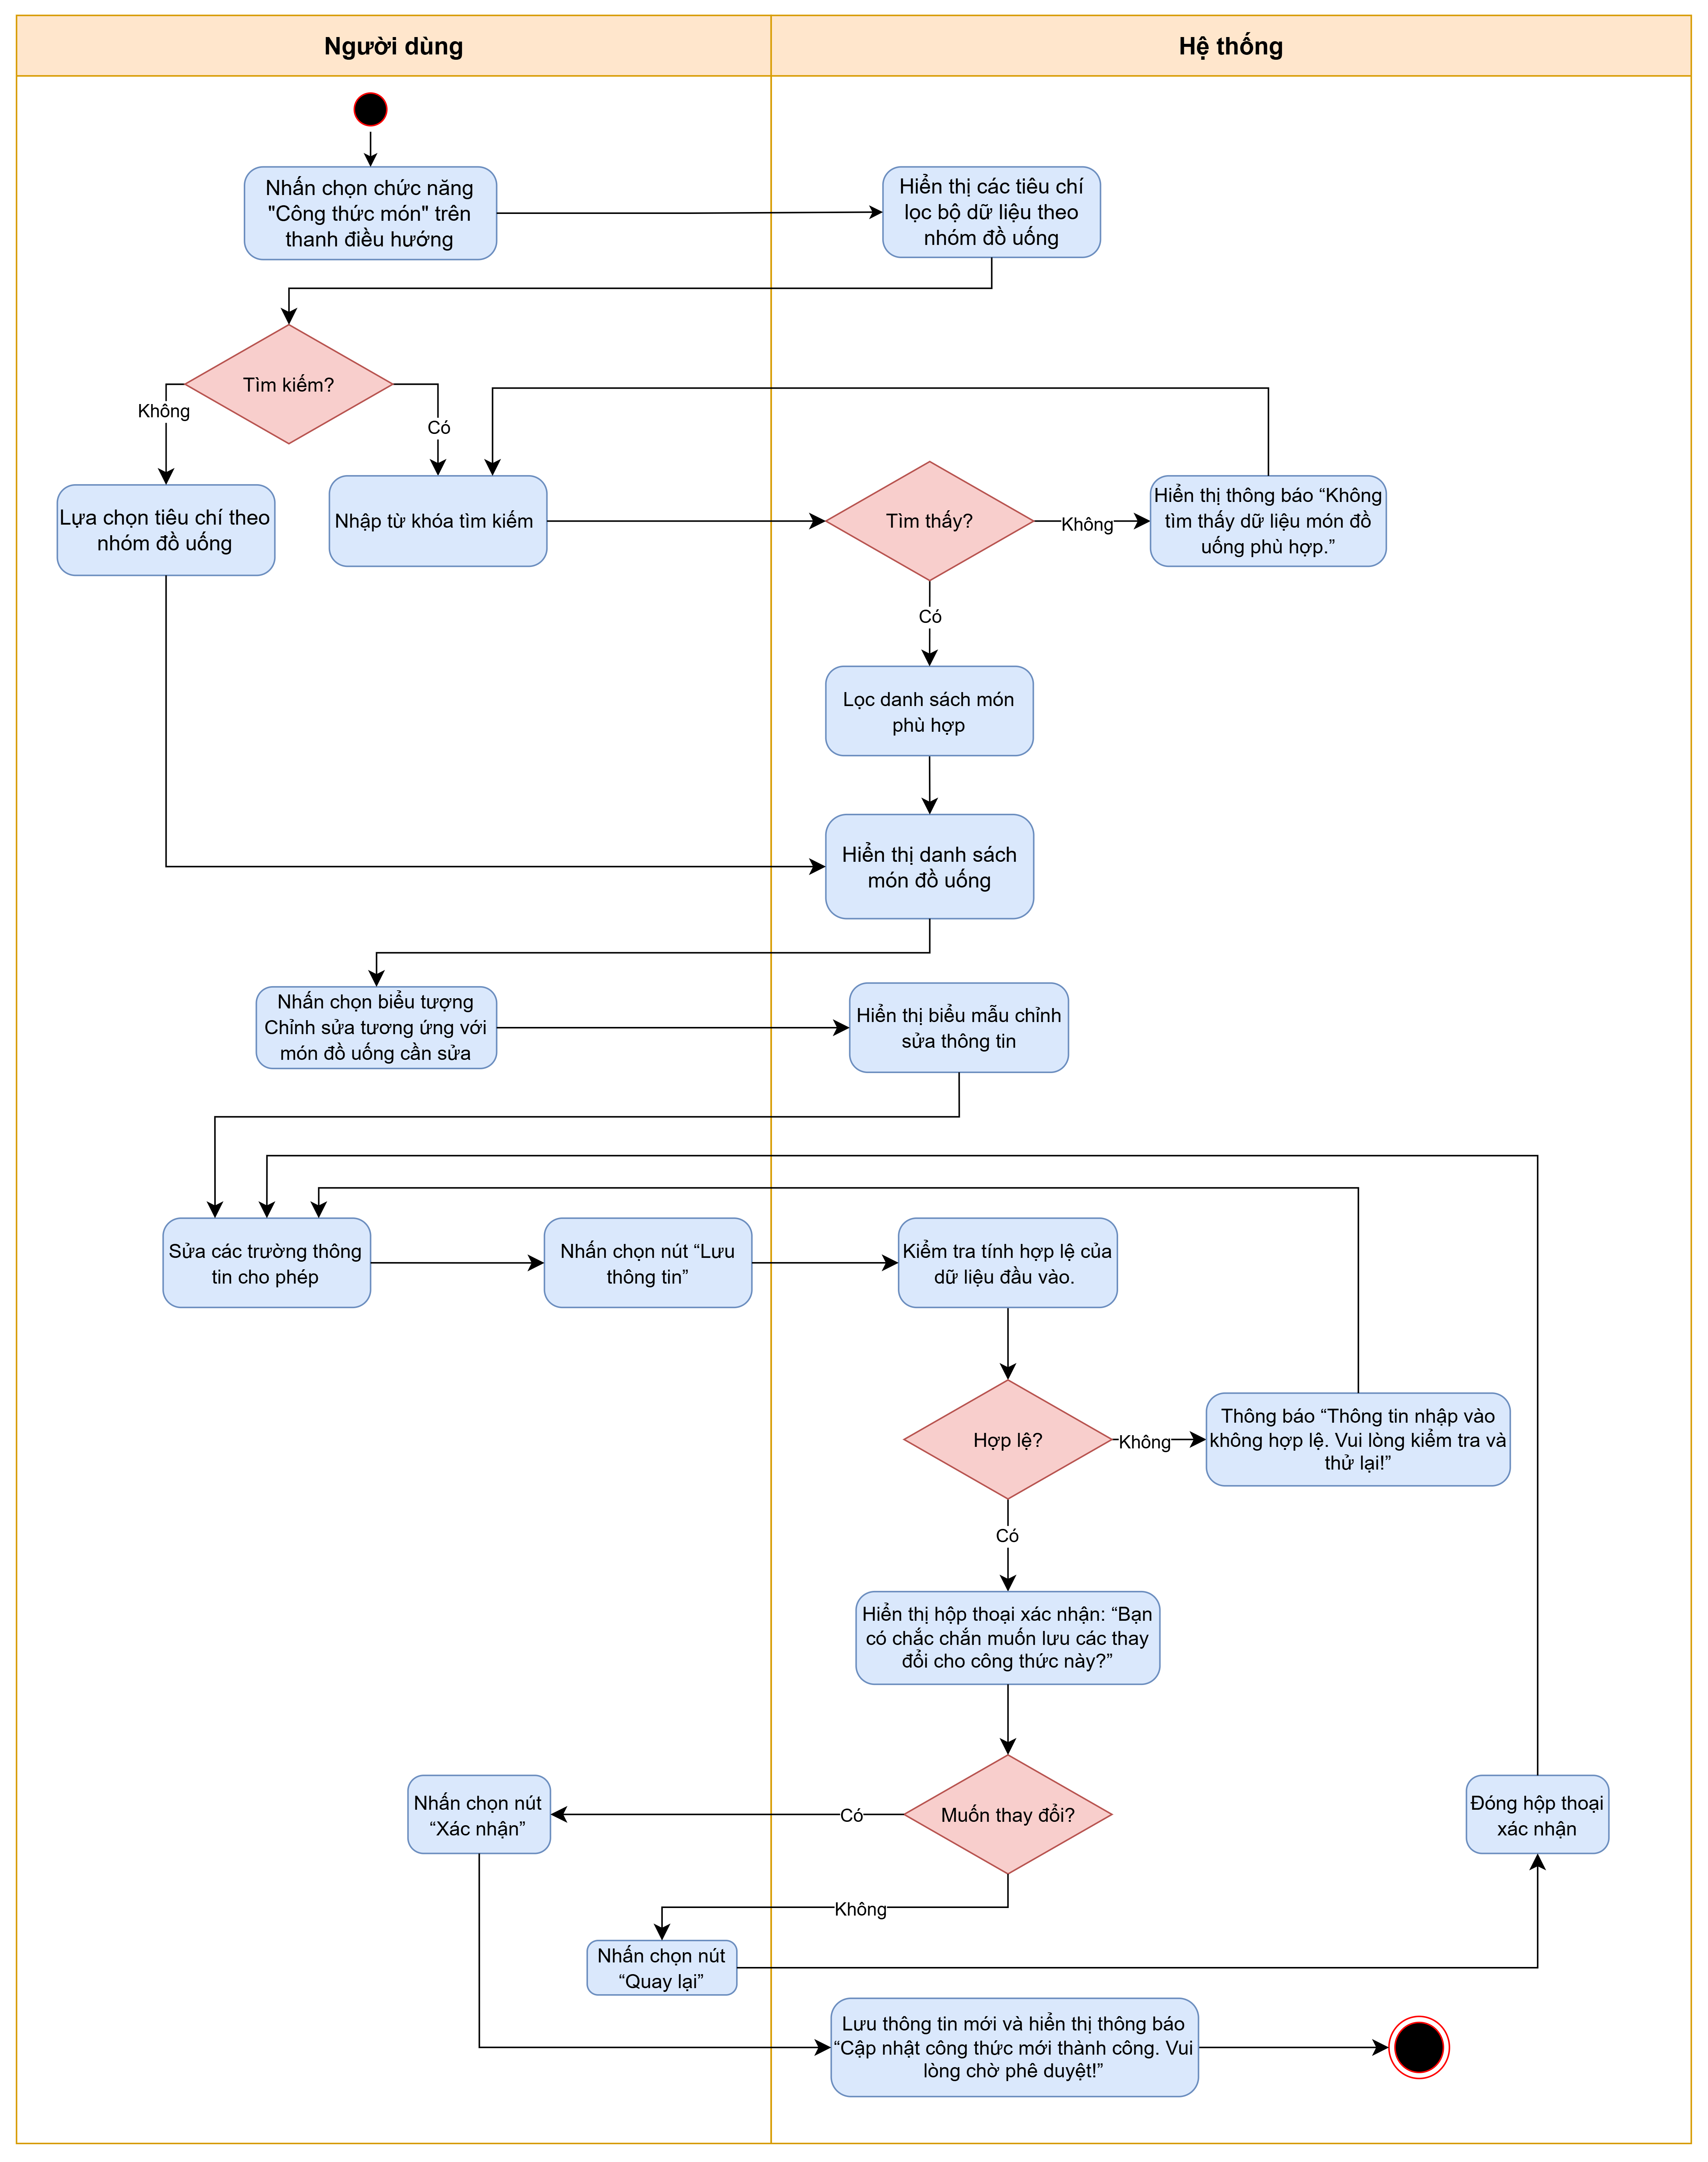 Người dùng
Hệ thống
Nhấn chọn chức năng
"Công thức món" trên
thanh điều hướng
Hiển thị các tiêu chí
lọc bộ dữ liệu theo
nhóm đồ uống
Tìm kiếm?
Không
Có
Lựa chọn tiêu chí theo
nhóm đồ uống
Nhập từ khóa tìm kiếm
Tìm thấy?
Không
Hiển thị thông báo “Không
tìm thấy dữ liệu món đồ
uống phù hợp.”
Có
Lọc danh sách món
phù hợp
Hiển thị danh sách
món đồ uống
Nhấn chọn biểu tượng
Chỉnh sửa tương ứng với
món đồ uống cần sửa
Hiển thị biểu mẫu chỉnh
sửa thông tin
Sửa các trường thông
tin cho phép
Nhấn chọn nút “Lưu
thông tin”
Kiểm tra tính hợp lệ của
dữ liệu đầu vào.
Hợp lệ?
Không
Thông báo “Thông tin nhập vào
không hợp lệ. Vui lòng kiểm tra và
thử lại!”
Có
Hiển thị hộp thoại xác nhận: “Bạn
có chắc chắn muốn lưu các thay
đổi cho công thức này?”
Nhấn chọn nút
“Xác nhận”
Có
Muốn thay đổi?
Đóng hộp thoại
xác nhận
Không
Nhấn chọn nút
“Quay lại”
Lưu thông tin mới và hiển thị thông báo
“Cập nhật công thức mới thành công. Vui
lòng chờ phê duyệt!”